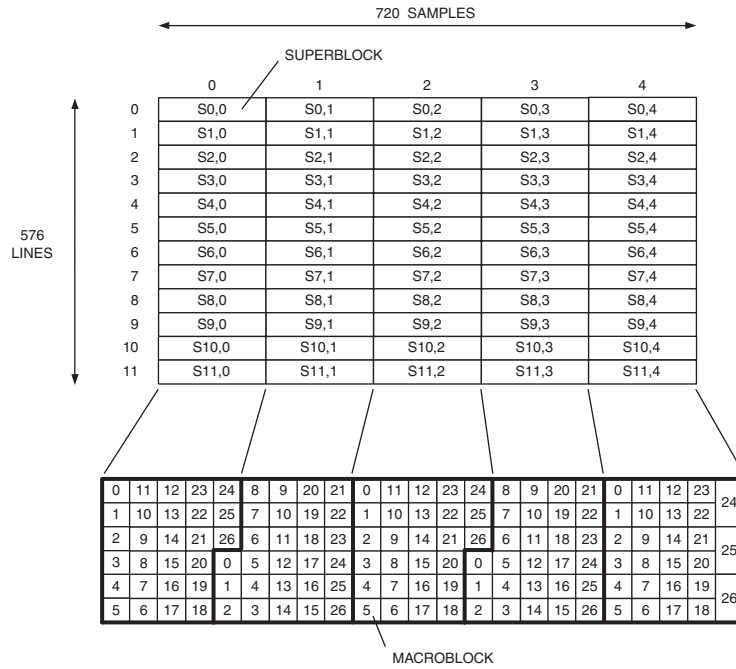 720 SAMPLES
SUPERBLOCK
0 1 2 3 4
0 S0,0 S0,1 S0,2 S0,3 S0,4
1 S1,0 S1,1 S1,2 S1,3 S1,4
2 S2,0 S2,1 S2,2 S2,3 S2,4
3 S3,0 S3,1 S3,2 S3,3 S3,4
4 S4,0 S4,1 S4,2 S4,3 S4,4
5 S5,0 S5,1 S5,2 S5,3 S5,4
576
LINES
6 S6,0 S6,1 S6,2 S6,3 S6,4
7 S7,0 S7,1 S7,2 S7,3 S7,4
8 S8,0 S8,1 S8,2 S8,3 S8,4
9 S9,0 S9,1 S9,2 S9,3 S9,4
10 S10,0 S10,1 S10,2 S10,3 S10,4
11 S11,0 S11,1 S11,2 S11,3 S11,4
0 11 12 23 24 8 9 20 21 0 11 12 23 24 8 9 20 21 0 11 12 23
24
1 10 13 22 25 7 10 19 22 1 10 13 22 25 7 10 19 22 1 10 13 22
2 9 14 21 26 6 11 18 23 2 9 14 21 26 6 11 18 23 2 9 14 21
25
3 8 15 20 0 5 12 17 24 3 8 15 20 0 5 12 17 24 3 8 15 20
4 7 16 19 1 4 13 16 25 4 7 16 19 1 4 13 16 25 4 7 16 19
26
5 6 17 18 2 3 14 15 26 5 6 17 18 2 3 14 15 26 5 6 17 18
MACROBLOCK